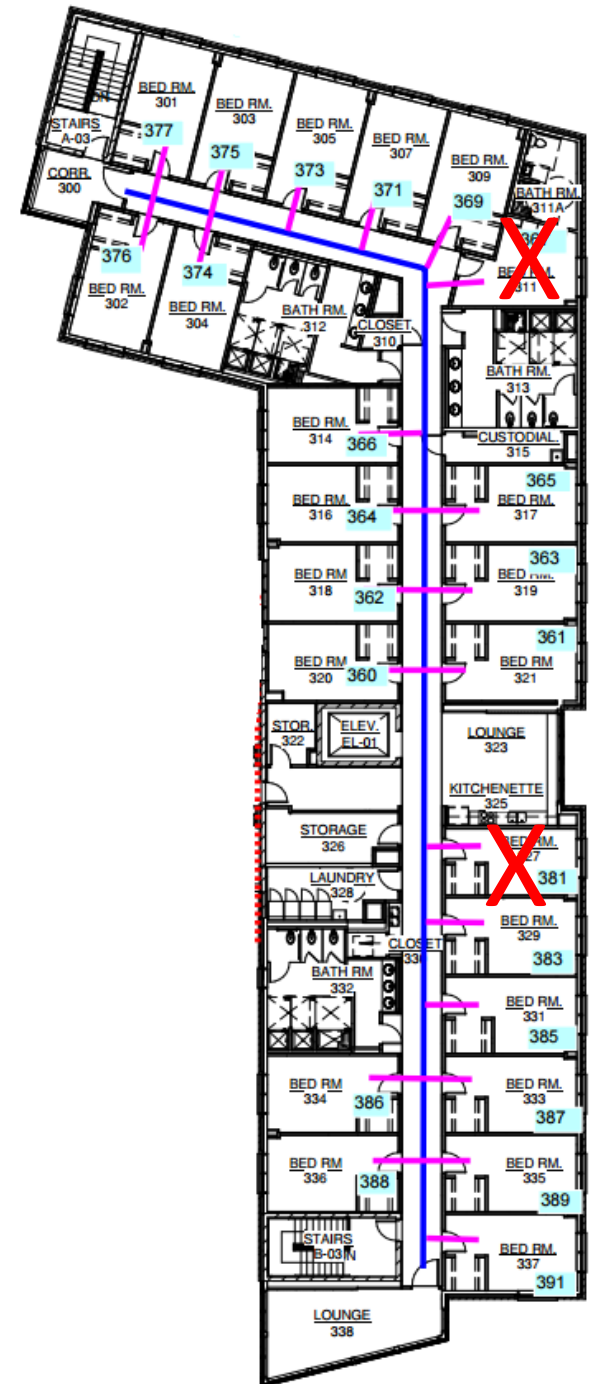 BED RM.
301
377
BED RM.
303
375
BED RM.
305
373
BED RM.
307
371
BED RM.
309
369
STAIRS
A-03
CORR.
300
BATH RM.
311A
BED RM.
302
376
BED RM.
304
374
BATH RM.
312
CLOSET
310
311
X
BATH RM.
313
CUSTODIAL.
315
BED RM.
314
366
BED RM.
316
364
365
BED RM.
317
BED RM
318
362
363
BED RM.
319
BED RM
320
360
361
BED RM
321
STOR.
322
ELEV.
EL-01
LOUNGE
323
KITCHENETTE
325
STORAGE
326
X
381
LAUNDRY
328
BED RM.
329
383
CLOSET
BATH RM
332
BED RM.
331
385
BED RM
334
386
BED RM.
333
387
BED RM
336
388
BED RM.
335
389
STAIRS
B-03
BED RM.
337
391
LOUNGE
338